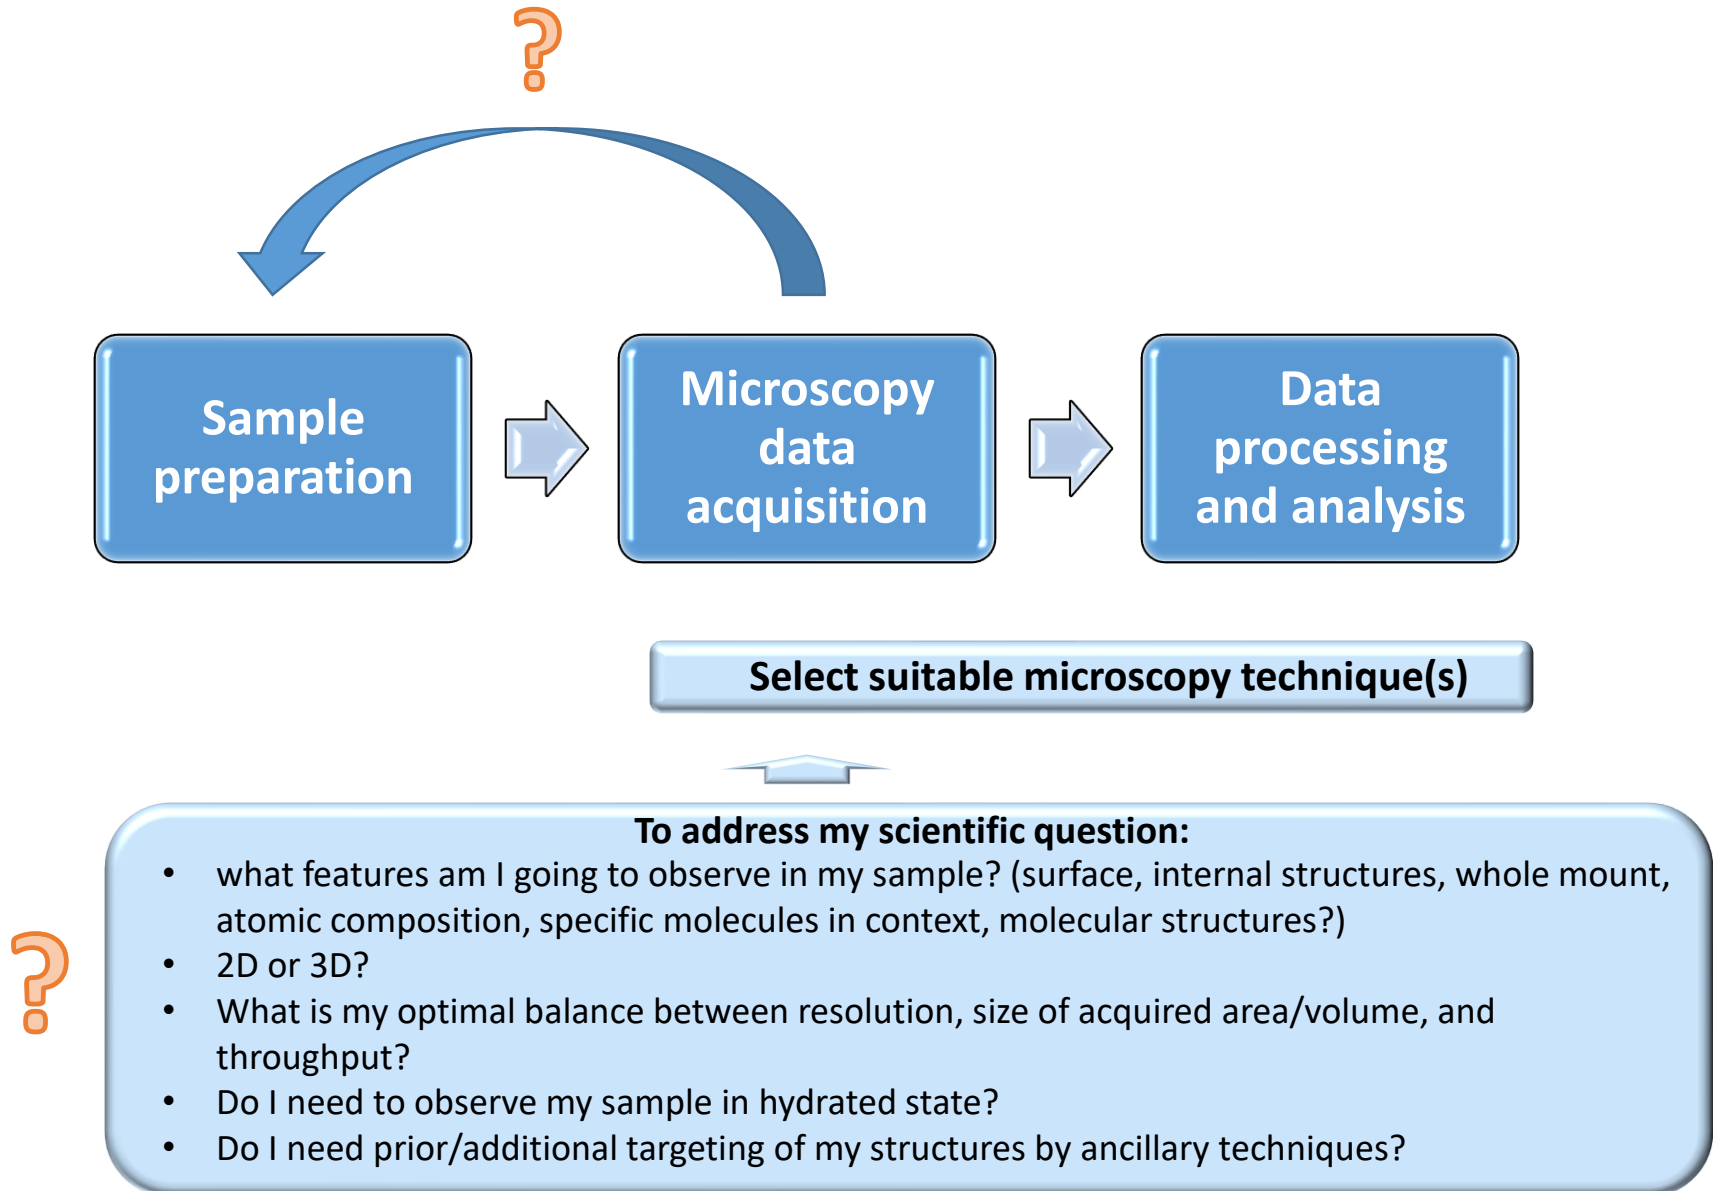 ?
Sample
preparation
Microscopy
data
acquisition
Data
processing
and analysis
Select suitable microscopy technique(s)
?
To address my scientific question:
• what features am I going to observe in my sample? (surface, internal structures, whole mount,
atomic composition, specific molecules in context, molecular structures?)
• 2D or 3D?
• What is my optimal balance between resolution, size of acquired area/volume, and
throughput?
• Do I need to observe my sample in hydrated state?
• Do I need prior/additional targeting of my structures by ancillary techniques?